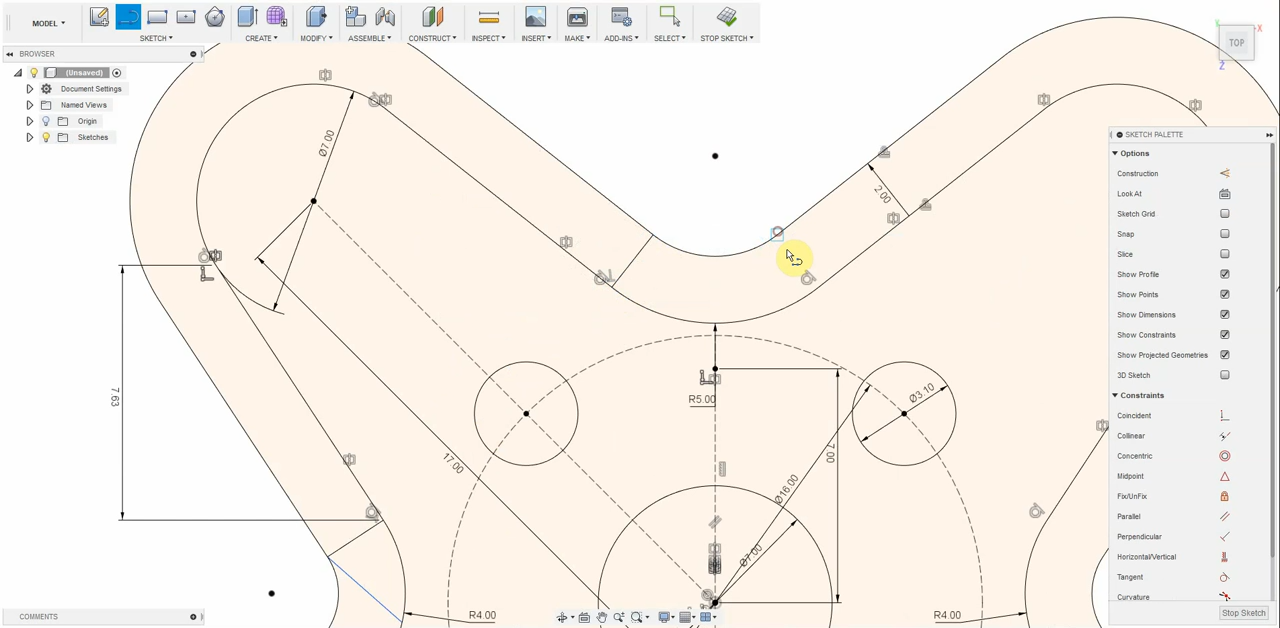 MODEL
SKETCH
CREATE
MODIFY
ASSEMBLE
CONSTRUCT
INSPECT
INSERT
MAKE
ADD-INS
SELECT
STOP SKETCH
BROWSER
(Unsaved)
Document Settings
Named Views
Origin
Sketches
TOP
X
Y
Z
SKETCH PALETTE
Options
Construction
Look At
Sketch Grid
Snap
Slice
Show Profile
Show Points
Show Dimensions
Show Constraints
Show Projected Geometries
3D Sketch
Constraints
Coincident
Collinear
Concentric
Midpoint
Fix/UnFix
Parallel
Perpendicular
Horizontal/Vertical
Tangent
Curvature
Stop Sketch
Ø7.00
2.00
7.63
17.00
R5.00
Ø3.10
7.00
Ø16.00
Ø7.00
R4.00
R4.00
COMMENTS